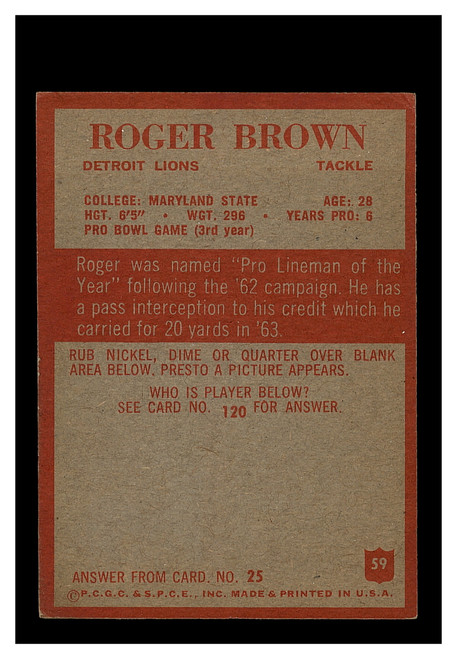 ROGER BROWN
DETROIT LIONS TACKLE
COLLEGE: MARYLAND STATE AGE: 28
HGT. 6'5" • WGT. 296 • YEARS PRO: 6
PRO BOWL GAME (3rd year)
Roger was named "Pro Lineman of the
Year" following the '62 campaign. He has
a pass interception to his credit which he
carried for 20 yards in '63.
RUB NICKEL, DIME OR QUARTER OVER BLANK
AREA BELOW. PRESTO A PICTURE APPEARS.
WHO IS PLAYER BELOW?
SEE CARD NO. 120 FOR ANSWER.
59
ANSWER FROM CARD. NO. 25
©P.C.G.C. & S.P.C.E., INC. MADE & PRINTED IN U.S.A.